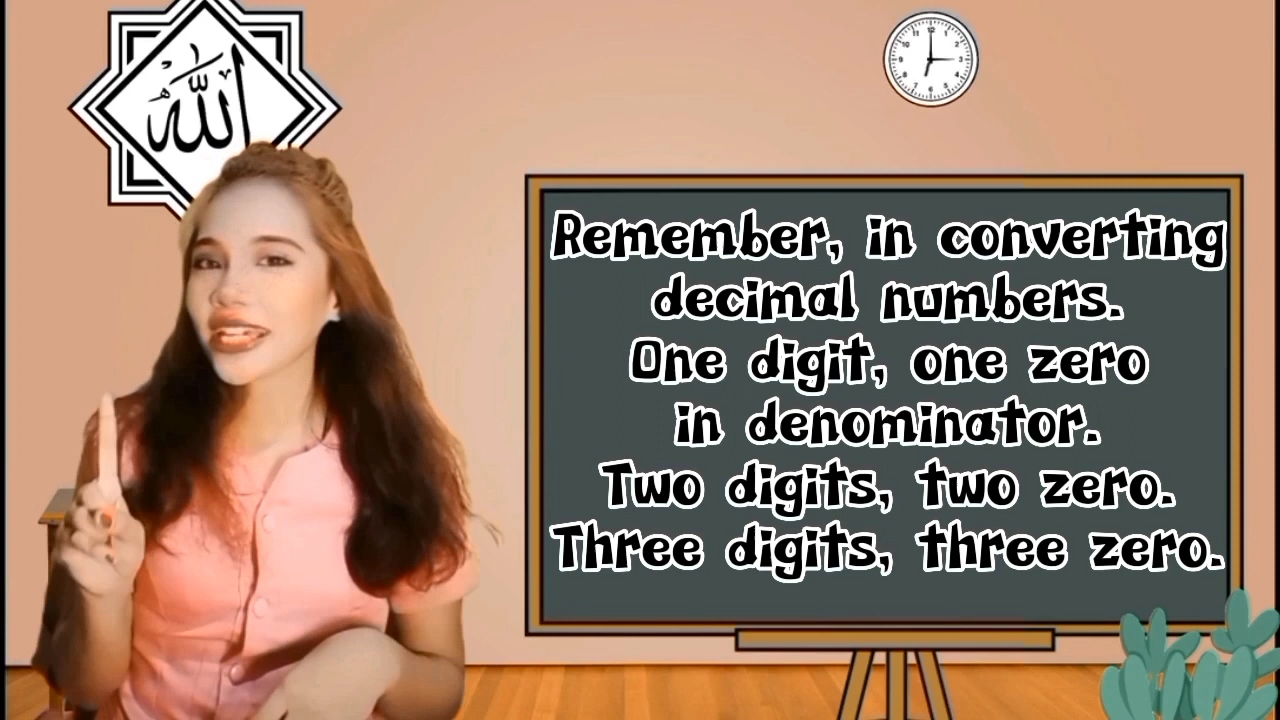 الله
Remember, in converting
decimal numbers.
One digit, one zero
in denominator.
Two digits, two zero.
Three digits, three zero.